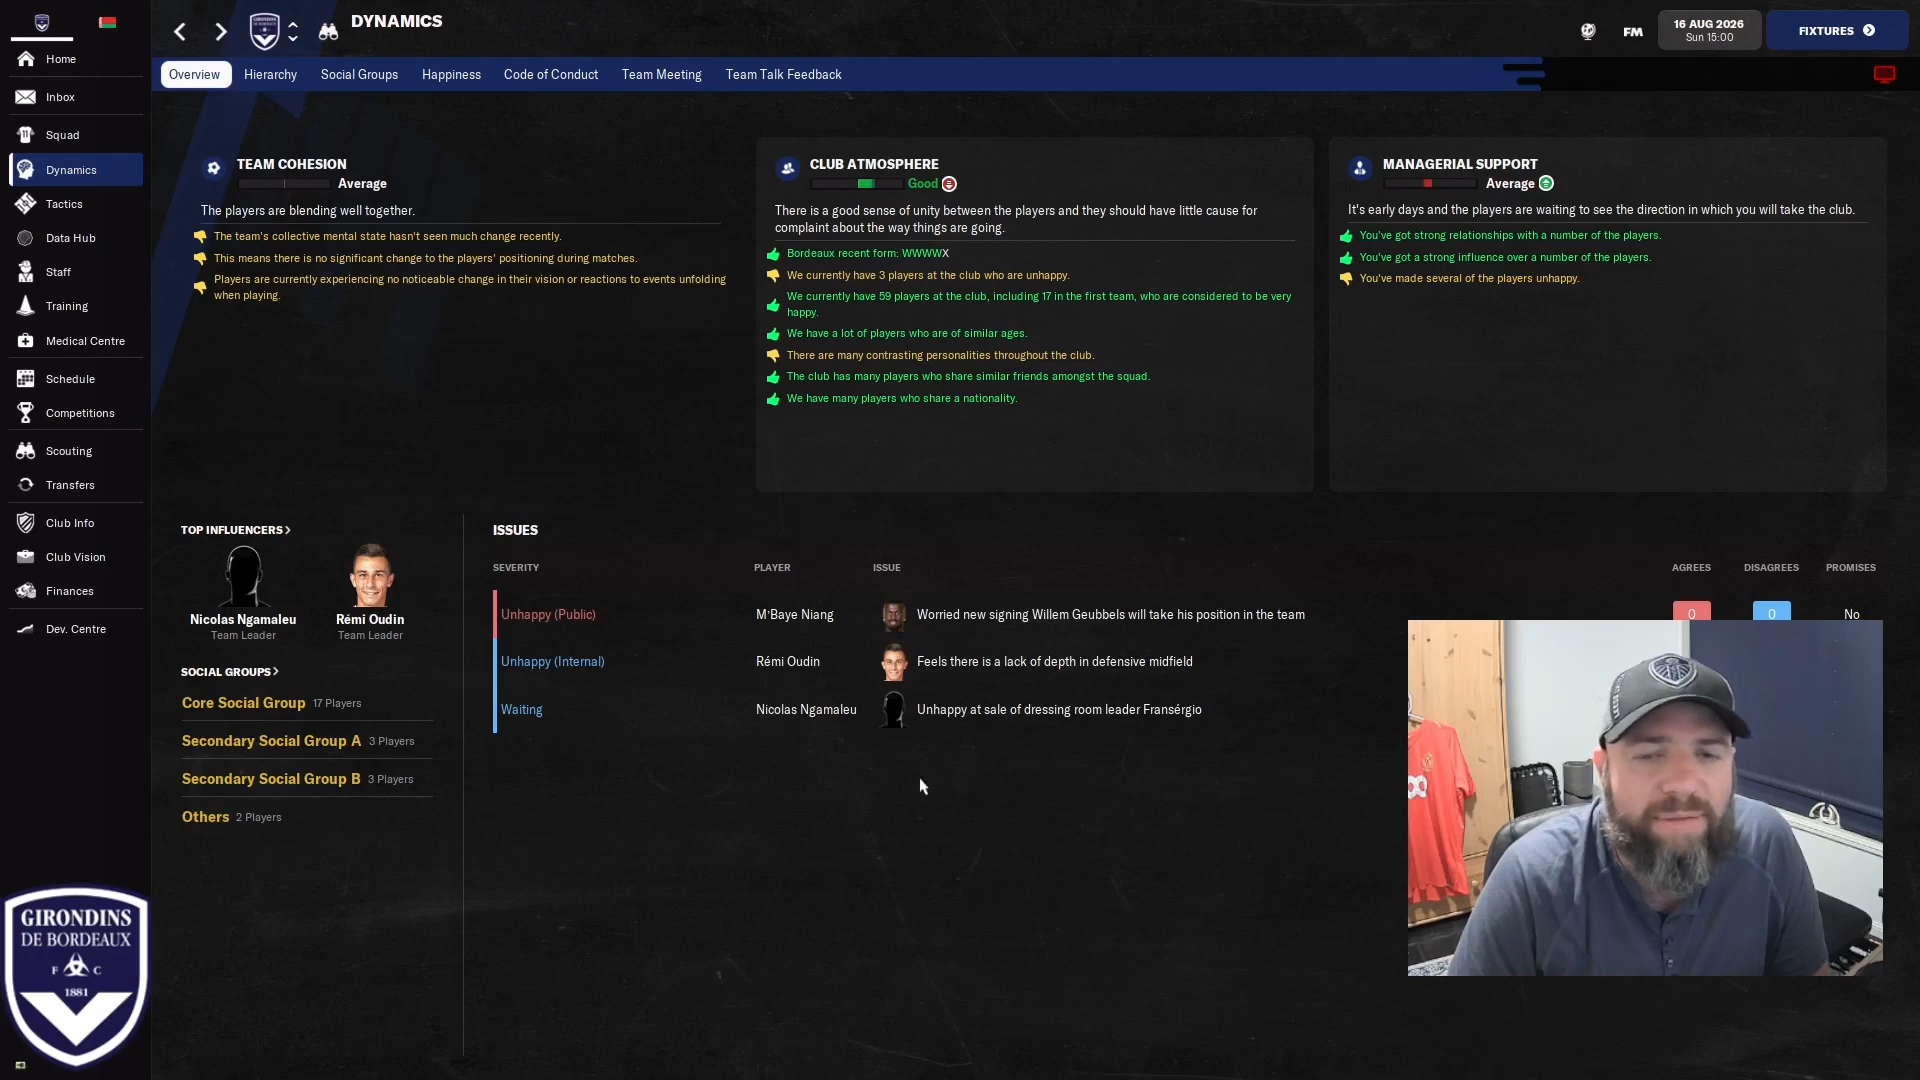 DYNAMICS
16 AUG 2026
Sun 15:00
FM
FIXTURES
Home
Inbox
Squad
Dynamics
Tactics
Data Hub
Staff
Training
Medical Centre
Schedule
Competitions
Scouting
Transfers
Club Info
Club Vision
Finances
Dev. Centre
GIRONDINS
DE BORDEAUX
F C
1881
Overview
Hierarchy
Social Groups
Happiness
Code of Conduct
Team Meeting
Team Talk Feedback
TEAM COHESION
Average
The players are blending well together.
The team's collective mental state hasn't seen much change recently.
This means there is no significant change to the players' positioning during matches.
Players are currently experiencing no noticeable change in their vision or reactions to events unfolding
when playing.
CLUB ATMOSPHERE
Good
There is a good sense of unity between the players and they should have little cause for
complaint about the way things are going.
Bordeaux recent form: WWWWX
We currently have 3 players at the club who are unhappy.
We currently have 59 players at the club, including 17 in the first team, who are considered to be very
happy.
We have a lot of players who are of similar ages.
There are many contrasting personalities throughout the club.
The club has many players who share similar friends amongst the squad.
We have many players who share a nationality.
MANAGERIAL SUPPORT
Average
It's early days and the players are waiting to see the direction in which you will take the club.
You've got strong relationships with a number of the players.
You've got a strong influence over a number of the players.
You've made several of the players unhappy.
TOP INFLUENCERS
Nicolas Ngamaleu
Team Leader
Rémi Oudin
Team Leader
SOCIAL GROUPS
Core Social Group 17 Players
Secondary Social Group A 3 Players
Secondary Social Group B 3 Players
Others 2 Players
ISSUES
SEVERITY PLAYER ISSUE AGREES DISAGREES PROMISES
Unhappy (Public) M'Baye Niang Worried new signing Willem Geubbels will take his position in the team 0 0 No
Unhappy (Internal) Rémi Oudin Feels there is a lack of depth in defensive midfield
Waiting Nicolas Ngamaleu Unhappy at sale of dressing room leader Fransérgio